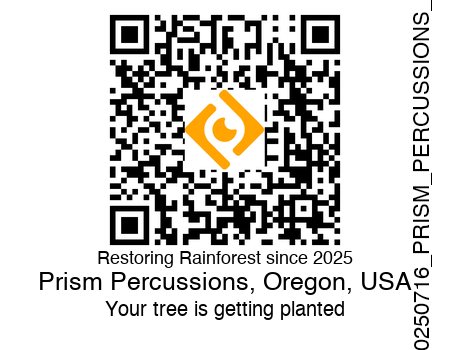 Restoring Rainforest since 2025
Prism Percussions, Oregon, USA
Your tree is getting planted
0250716_PRISM_PERCUSSIONS_